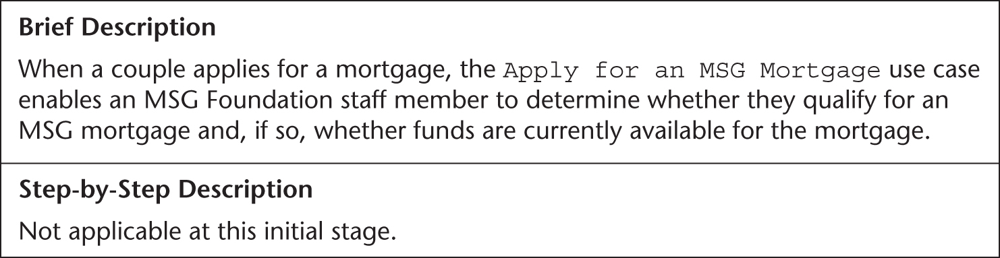 Brief Description
When a couple applies for a mortgage, the Apply for an MSG Mortgage use case
enables an MSG Foundation staff member to determine whether they qualify for an
MSG mortgage and, if so, whether funds are currently available for the mortgage.
Step-by-Step Description
Not applicable at this initial stage.